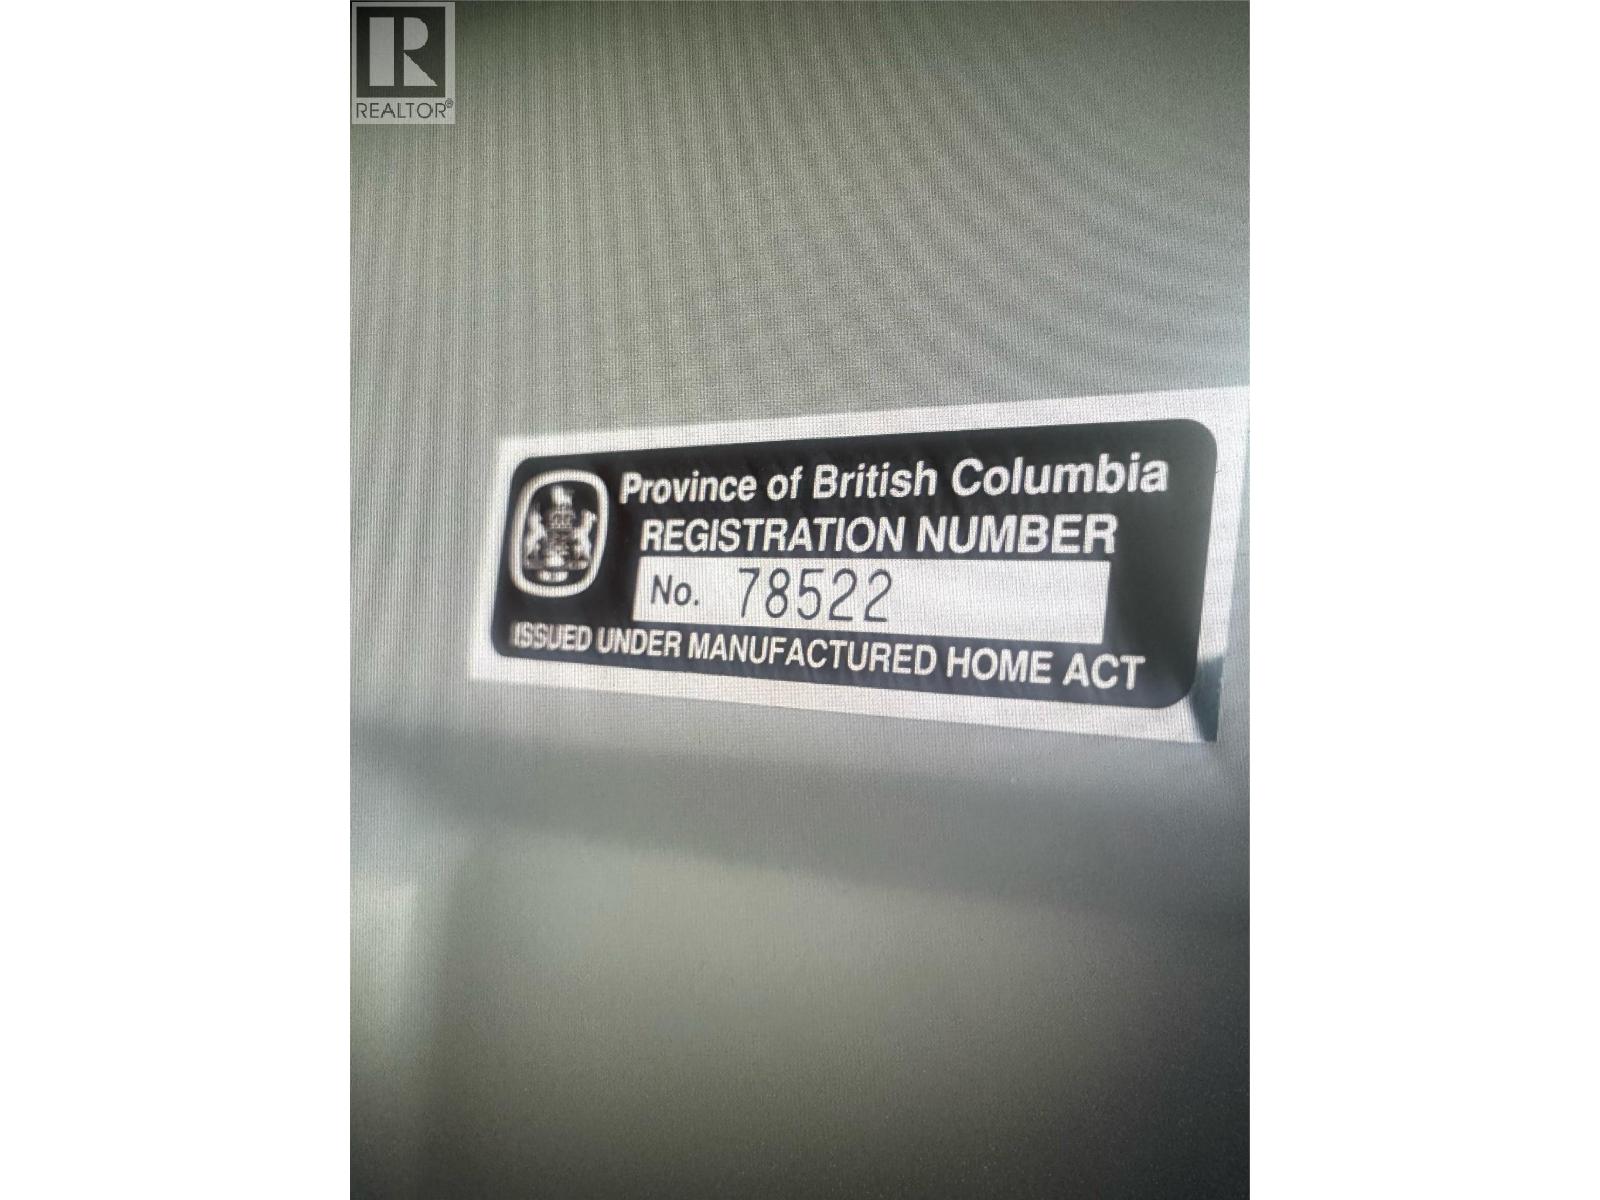 R
REALTOR®
Province of British Columbia
REGISTRATION NUMBER
No. 78522
ISSUED UNDER MANUFACTURED HOME ACT